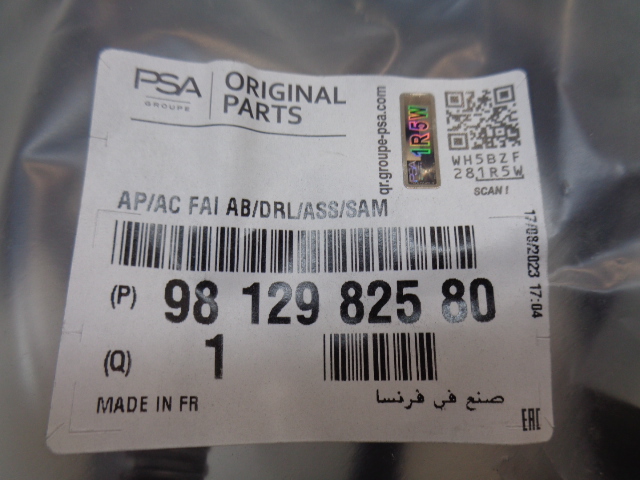 PSA
GROUPE
ORIGINAL
PARTS
qr.groupe-psa.com
1R5W
WH5BZF
281R5W
SCAN !
AP/AC FAI AB/DRL/ASS/SAM
17/08/2023 17:04
(P) 98 129 825 80
(Q) 1
MADE IN FR
صنع في فرنسا
EAC